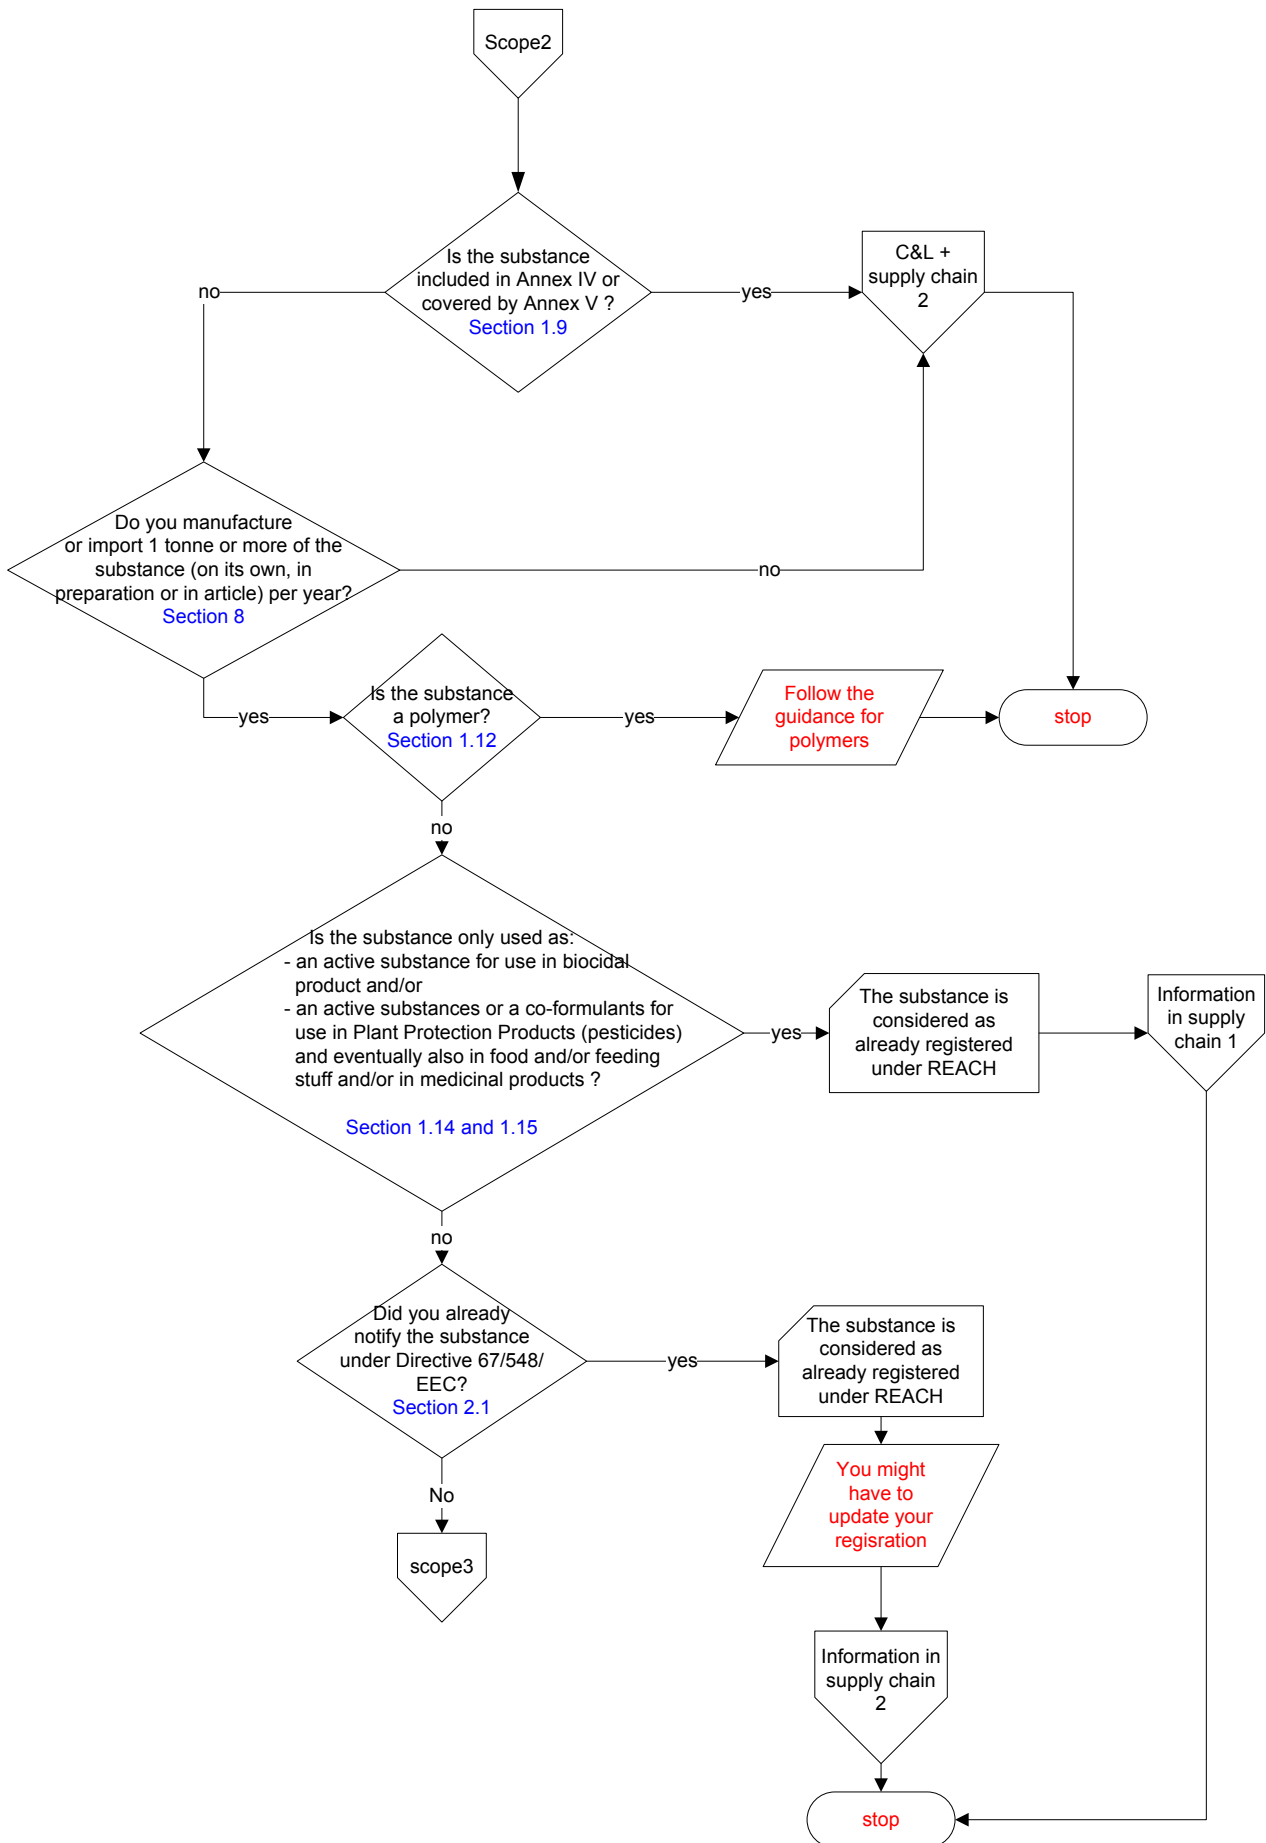 Scope2
Is the substance
included in Annex IV or
covered by Annex V ?
Section 1.9
no
yes
C&L +
supply chain
2
Do you manufacture
or import 1 tonne or more of the
substance (on its own, in
preparation or in article) per year?
Section 8
no
yes
Is the substance
a polymer?
Section 1.12
yes
Follow the
guidance for
polymers
stop
no
Is the substance only used as:
- an active substance for use in biocidal
product and/or
- an active substances or a co-formulants for
use in Plant Protection Products (pesticides)
and eventually also in food and/or feeding
stuff and/or in medicinal products ?
Section 1.14 and 1.15
yes
The substance is
considered as
already registered
under REACH
Information
in supply
chain 1
no
Did you already
notify the substance
under Directive 67/548/
EEC?
Section 2.1
yes
The substance is
considered as
already registered
under REACH
You might
have to
update your
regisration
No
scope3
Information in
supply chain
2
stop